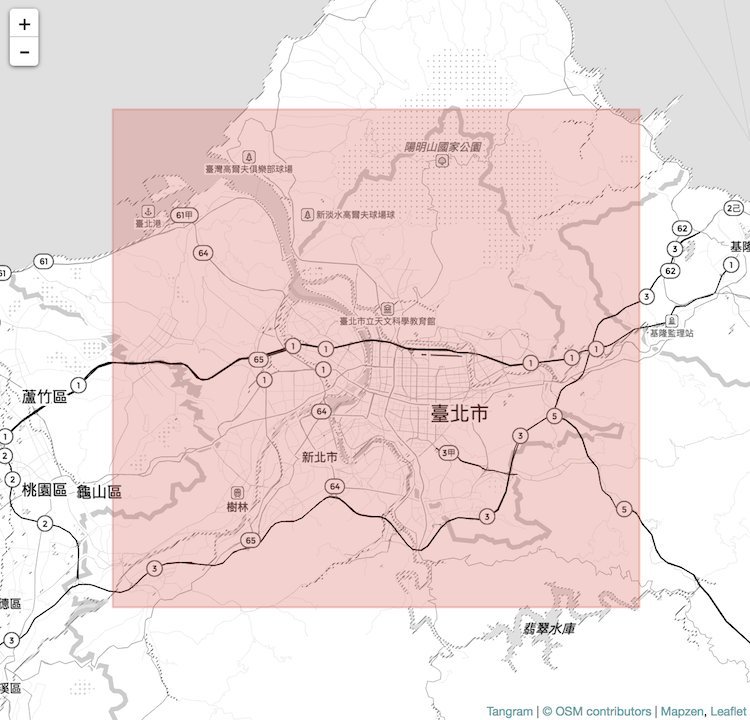 +
−
陽明山國家公園
臺灣高爾夫俱樂部球場
2己
臺北港
61甲
新淡水高爾夫球場球
62
3
基隆
64
61
61
62
1
3
臺北市立天文科學教育館
基隆監理站
1
1
1
65
1
1
1
1
1
蘆竹區
64
臺北市
5
1
3
2
新北市
3甲
2
桃園區
龜山區
64
樹林
5
2
3
65
3
德區
翡翠水庫
3
溪區
Tangram | © OSM contributors | Mapzen, Leaflet